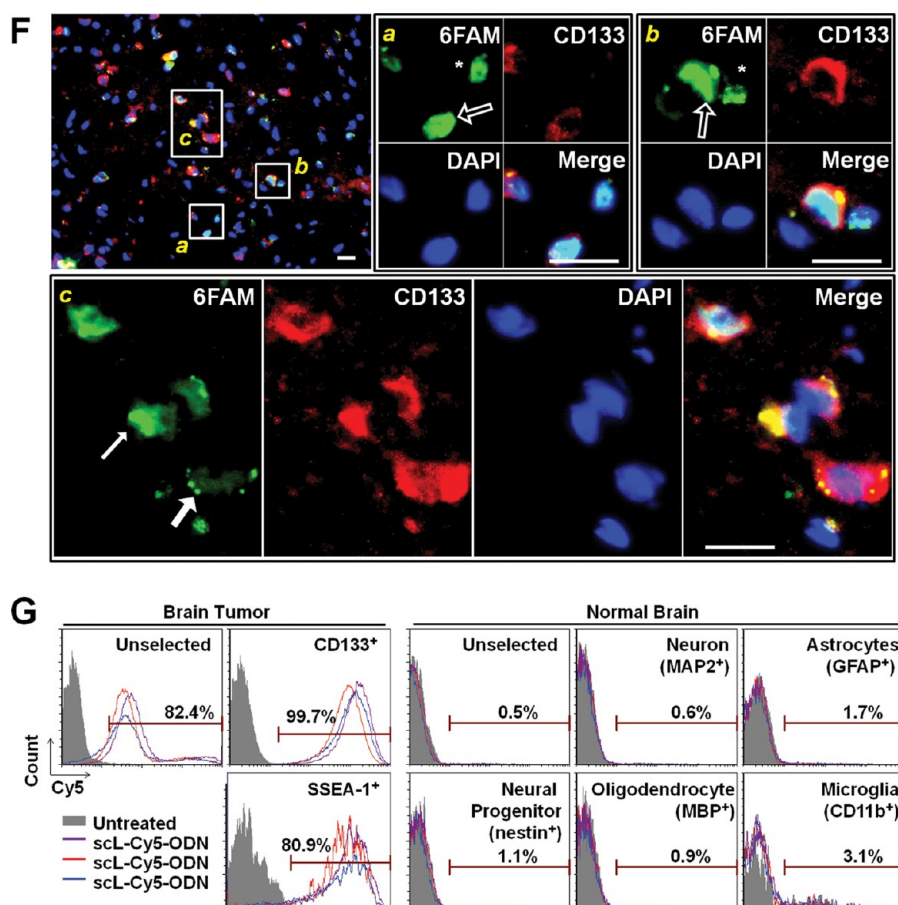 F
a
b
c
a 6FAM CD133
*
DAPI Merge
b 6FAM CD133
*
DAPI Merge
c 6FAM CD133 DAPI Merge
G
Brain Tumor
Normal Brain
Unselected
82.4%
CD133+
99.7%
Unselected
0.5%
Neuron
(MAP2+)
0.6%
Astrocytes
(GFAP+)
1.7%
Count
Cy5
SSEA-1+
80.9%
Neural
Progenitor
(nestin+)
1.1%
Oligodendrocyte
(MBP+)
0.9%
Microglia
(CD11b+)
3.1%
Untreated
scL-Cy5-ODN
scL-Cy5-ODN
scL-Cy5-ODN